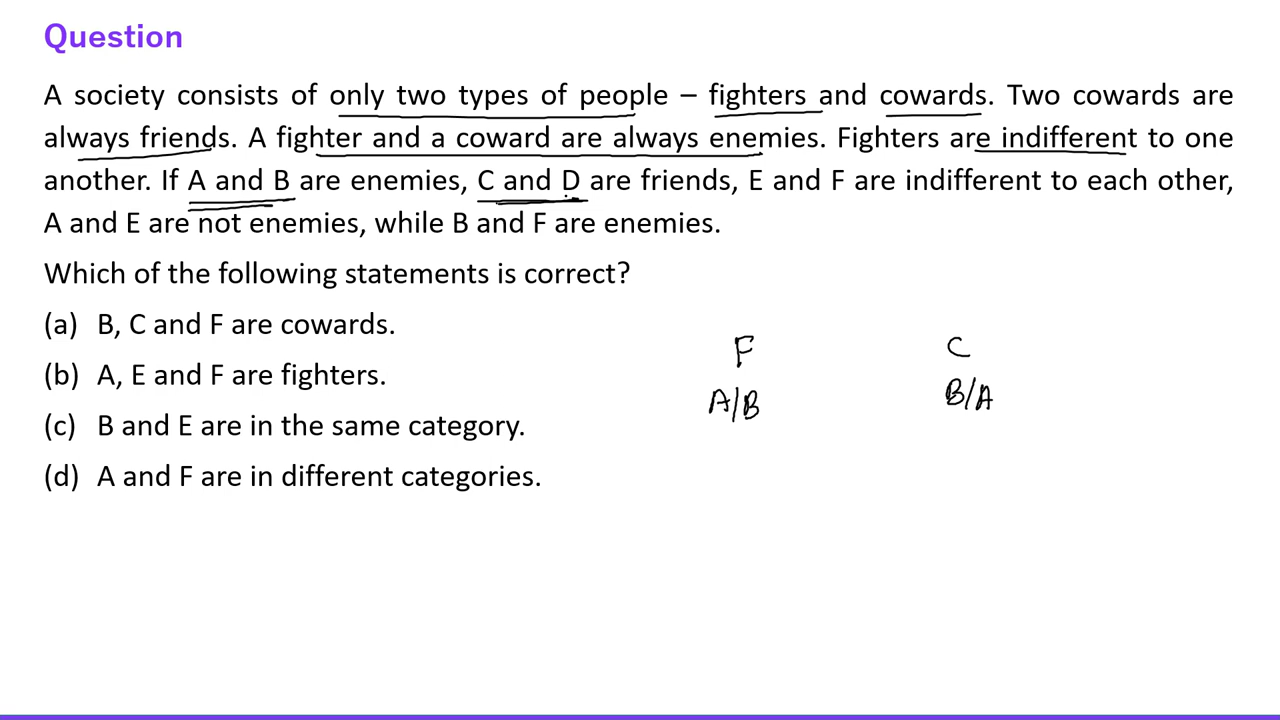 Question
A society consists of only two types of people – fighters and cowards. Two cowards are
always friends. A fighter and a coward are always enemies. Fighters are indifferent to one
another. If A and B are enemies, C and D are friends, E and F are indifferent to each other,
A and E are not enemies, while B and F are enemies.
Which of the following statements is correct?
(a) B, C and F are cowards.
(b) A, E and F are fighters.
(c) B and E are in the same category.
(d) A and F are in different categories.
F C
A/B B/A